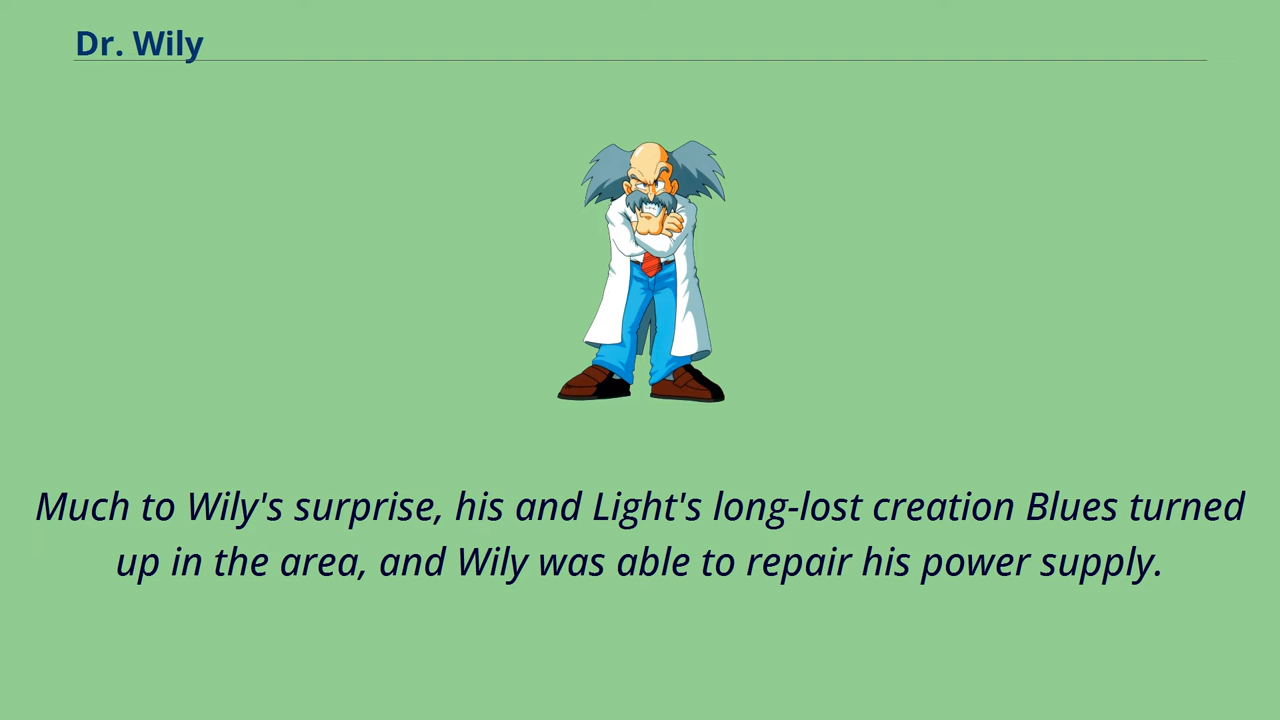 Dr. Wily
Much to Wily's surprise, his and Light's long-lost creation Blues turned
up in the area, and Wily was able to repair his power supply.